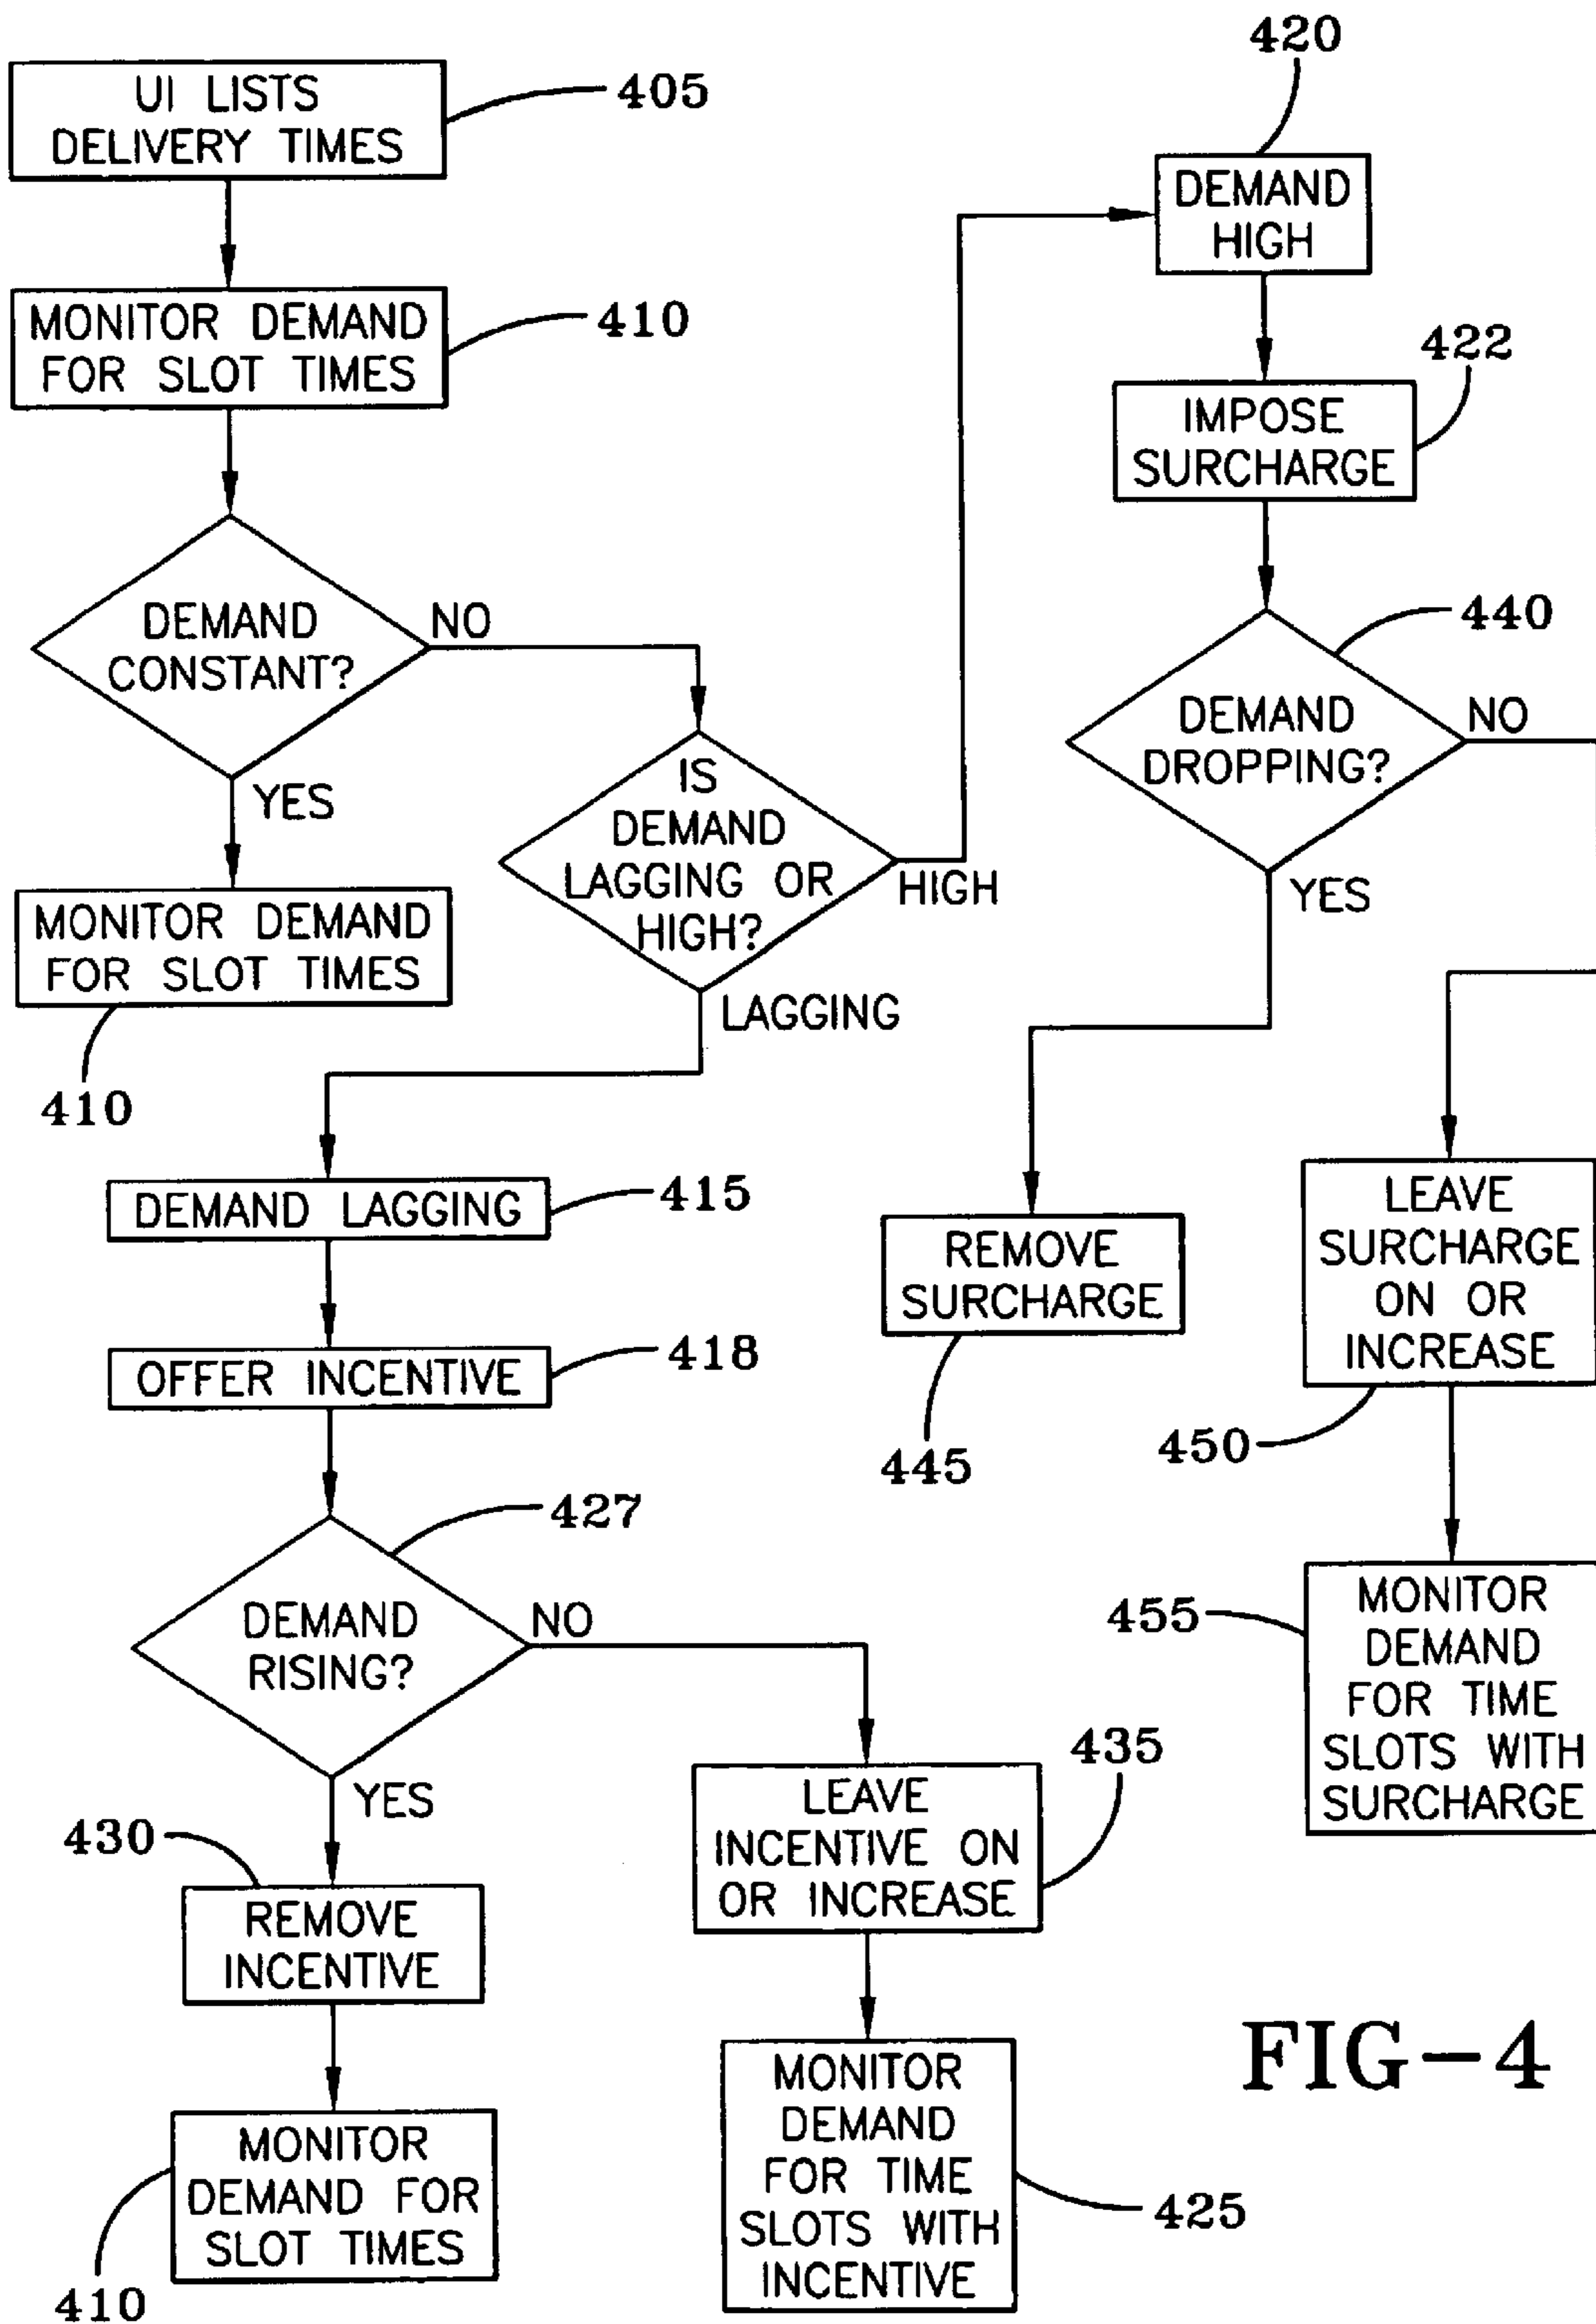 UI LISTS
DELIVERY TIMES
405
MONITOR DEMAND
FOR SLOT TIMES
410
DEMAND
CONSTANT?
NO
YES
MONITOR DEMAND
FOR SLOT TIMES
410
IS
DEMAND
LAGGING OR
HIGH?
HIGH
LAGGING
DEMAND LAGGING
415
OFFER INCENTIVE
418
427
DEMAND
RISING?
NO
YES
430
REMOVE
INCENTIVE
MONITOR
DEMAND FOR
SLOT TIMES
410
435
LEAVE
INCENTIVE ON
OR INCREASE
MONITOR
DEMAND
FOR TIME
SLOTS WITH
INCENTIVE
425
420
DEMAND
HIGH
422
IMPOSE
SURCHARGE
440
DEMAND
DROPPING?
NO
YES
REMOVE
SURCHARGE
445
LEAVE
SURCHARGE
ON OR
INCREASE
450
455
MONITOR
DEMAND
FOR TIME
SLOTS WITH
SURCHARGE
FIG-4